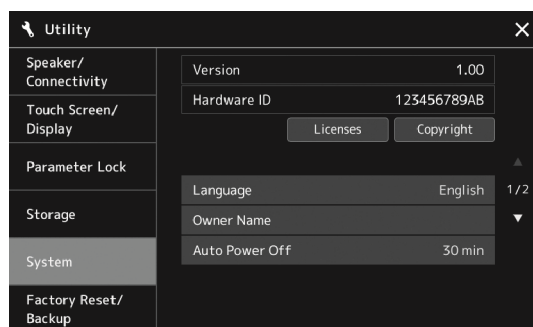 Utility
Speaker/
Connectivity
Touch Screen/
Display
Parameter Lock
Storage
System
Factory Reset/
Backup
Version 1.00
Hardware ID 123456789AB
Licenses Copyright
Language English
Owner Name
Auto Power Off 30 min
1/2